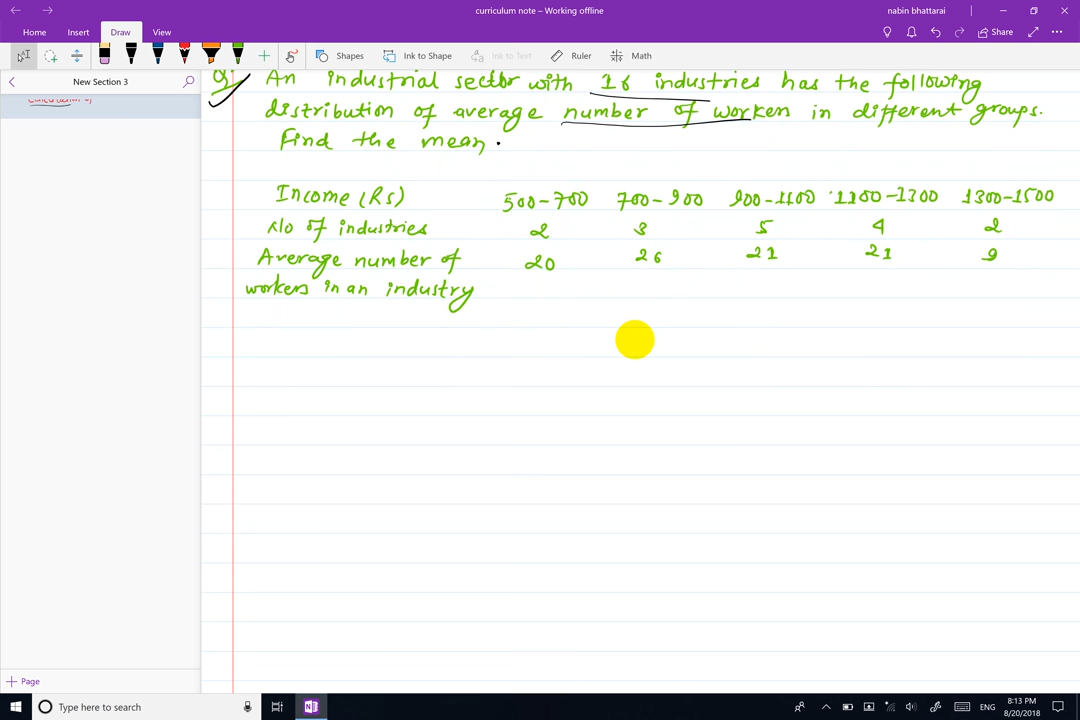 curriculum note – Working offline
nabin bhattarai
Home
Insert
Draw
View
Share
Shapes
Ink to Shape
Ink to Text
Ruler
Math
New Section 3
Q1 An industrial sector with 16 industries has the following
distribution of average number of workers in different groups.
Find the mean.
Income (Rs) 500-700 700-900 900-1100 1100-1300 1300-1500
No of industries 2 3 5 4 2
Average number of 20 26 21 21 9
workers in an industry
Page
Type here to search
ENG
8:13 PM
8/20/2018